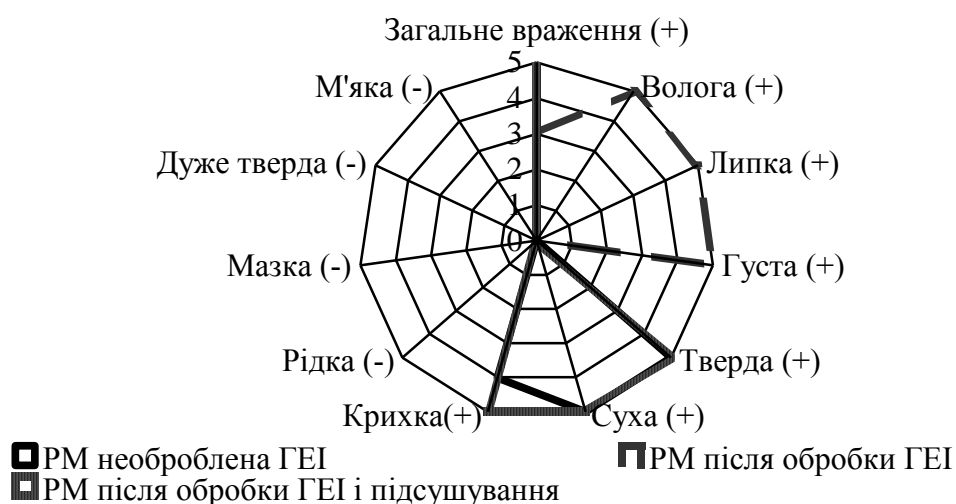 Загальне враження (+)
5
М'яка (-)
Волога (+)
4
3
Дуже тверда (-)
Липка (+)
2
1
0
Мазка (-)
Густа (+)
Рідка (-)
Тверда (+)
Крихка(+)
Суха (+)
РМ необроблена ГЕІ
РМ після обробки ГЕІ
РМ після обробки ГЕІ і підсушування